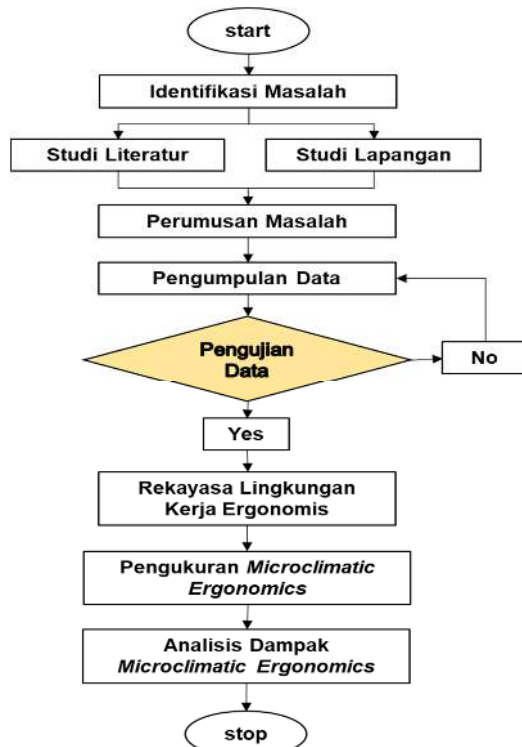 start
Identifikasi Masalah
Studi Literatur
Studi Lapangan
Perumusan Masalah
Pengumpulan Data
Pengujian
Data
No
Yes
Rekayasa Lingkungan
Kerja Ergonomis
Pengukuran Microclimatic
Ergonomics
Analisis Dampak
Microclimatic Ergonomics
stop